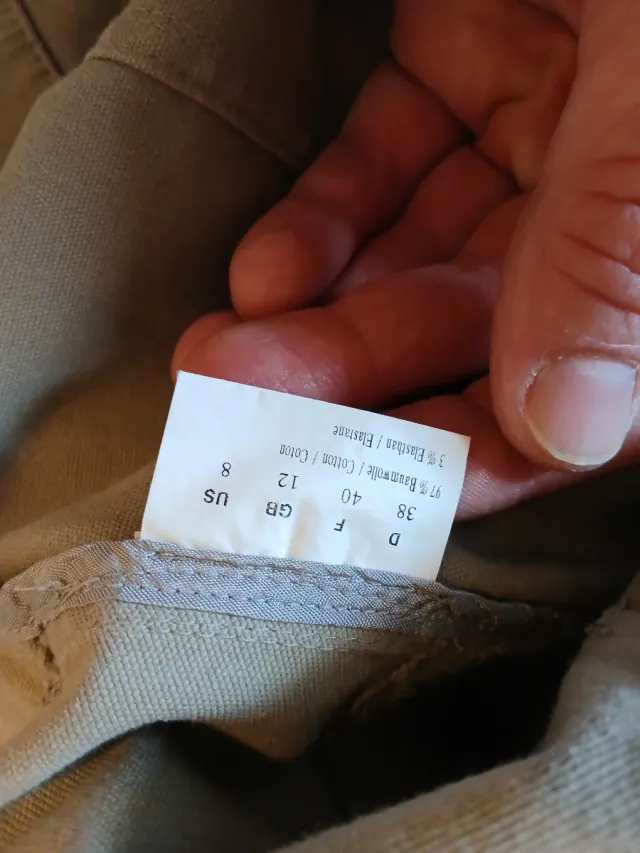 D F GB US
38 40 12 8
97% Baumwolle / Cotton / Coton
3 % Elasthan / Elastane